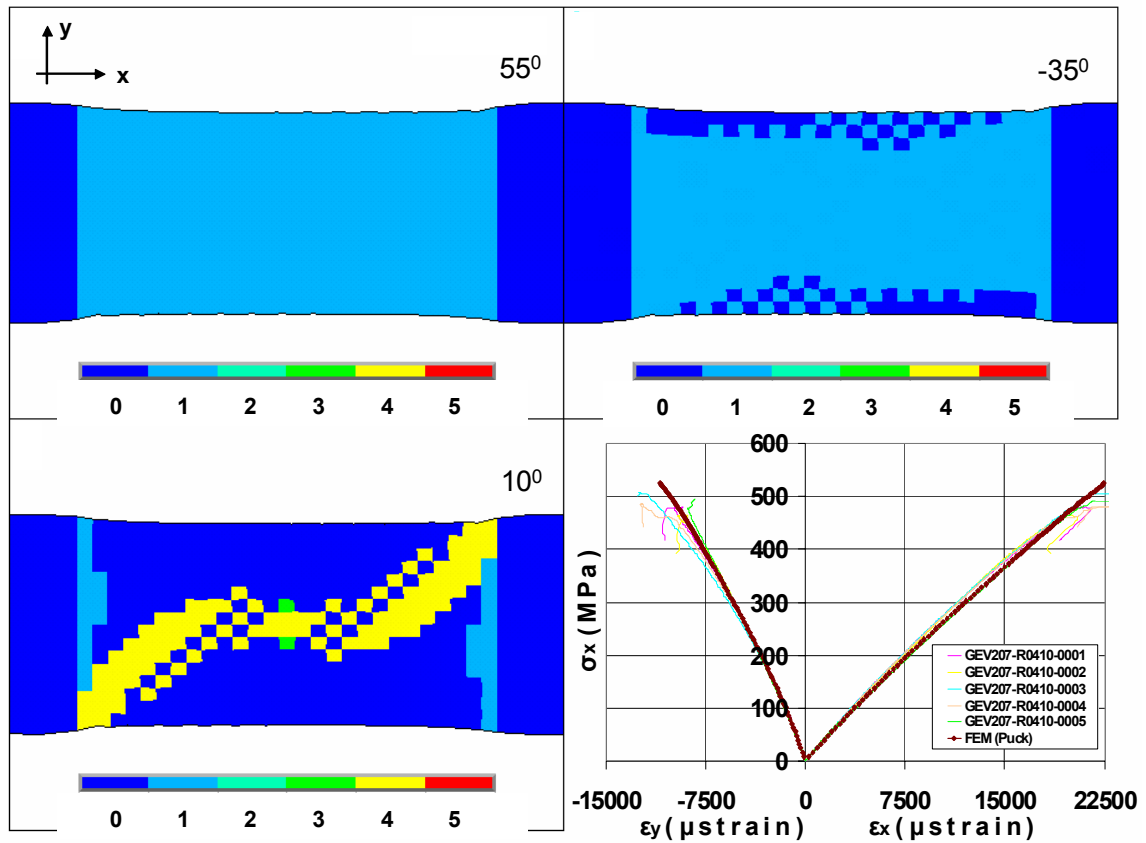 y
x
55⁰
0 1 2 3 4 5
-35⁰
0 1 2 3 4 5
10⁰
0 1 2 3 4 5
600
500
400
300
200
100
0
σx (MPa)
GEV207-R0410-0001
GEV207-R0410-0002
GEV207-R0410-0003
GEV207-R0410-0004
GEV207-R0410-0005
FEM (Puck)
-15000 -7500 0 7500 15000 22500
εy (μstrain) εx (μstrain)